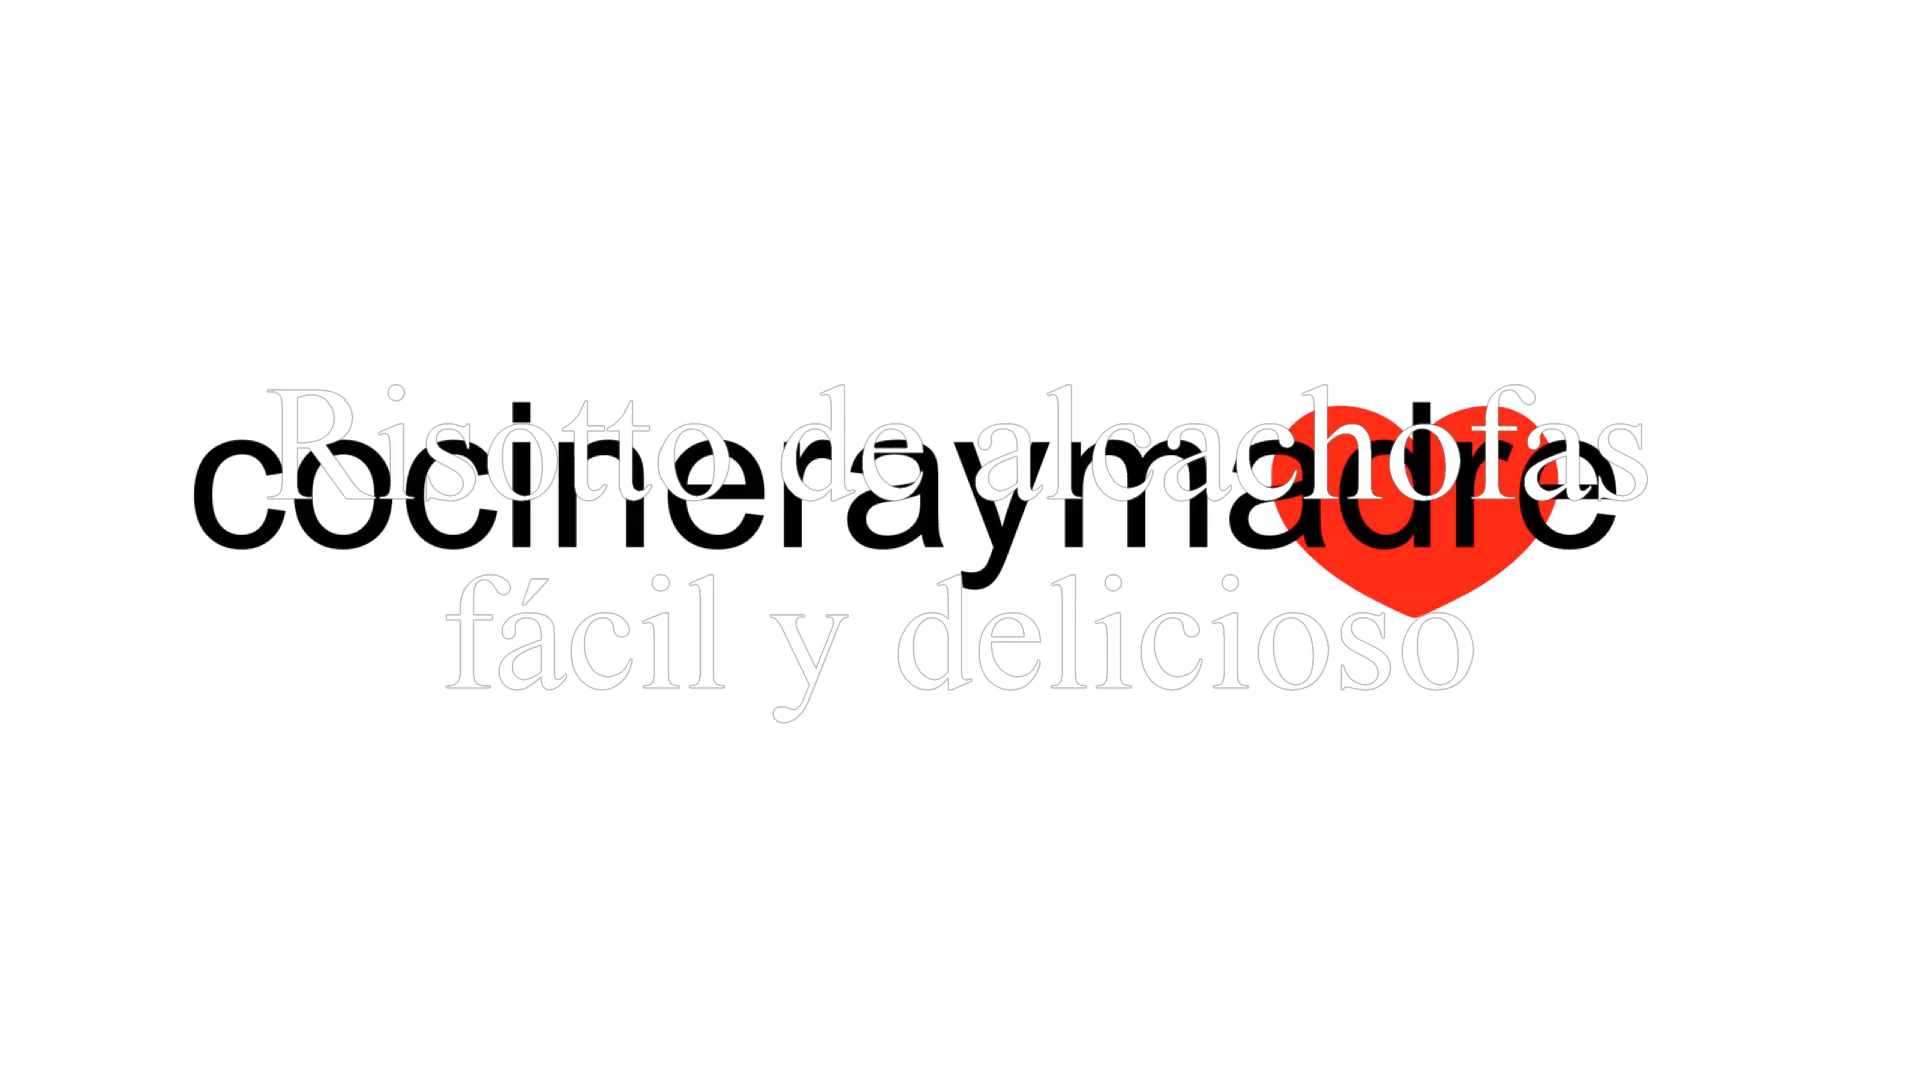 Risotto de alcachofas
cocineraymadre
fácil y delicioso